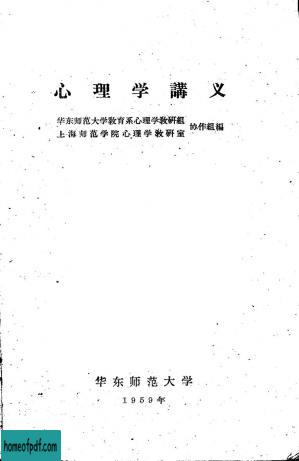 心理学講义
华东师范大学教育系心理学教研組
上海师范学院心理学教研室
协作組編
华东师范大学
1959年
homeofpdf.com